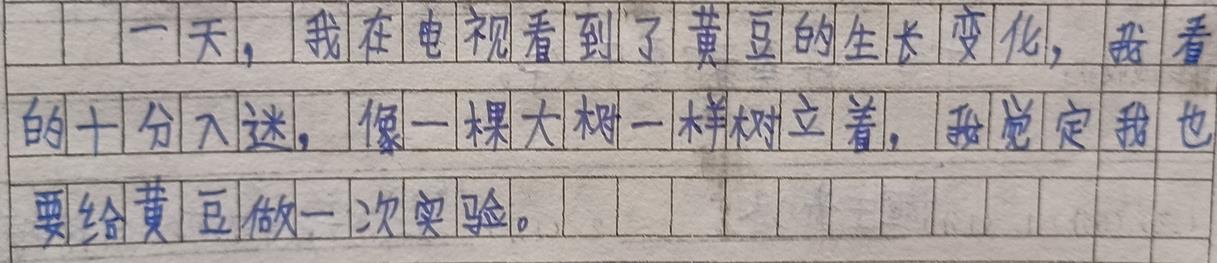 一天，我在电视看到了黄豆的生长变化，我看
的十分入迷，像一棵大树一样树立着，我觉定我也
要给黄豆做一次实验。